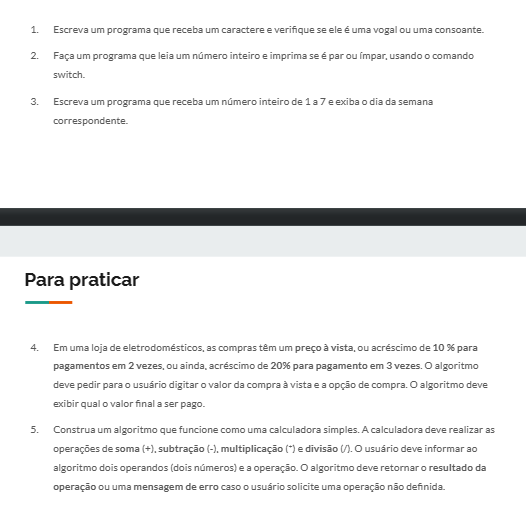 1. Escreva um programa que receba um caractere e verifique se ele é uma vogal ou uma consoante.
2. Faça um programa que leia um número inteiro e imprima se é par ou ímpar, usando o comando
switch.
3. Escreva um programa que receba um número inteiro de 1 a 7 e exiba o dia da semana
correspondente.
Para praticar
4. Em uma loja de eletrodomésticos, as compras têm um preço à vista, ou acréscimo de 10 % para
pagamentos em 2 vezes, ou ainda, acréscimo de 20% para pagamento em 3 vezes. O algoritmo
deve pedir para o usuário digitar o valor da compra à vista e a opção de compra. O algoritmo deve
exibir qual o valor final a ser pago.
5. Construa um algoritmo que funcione como uma calculadora simples. A calculadora deve realizar as
operações de soma (+), subtração (-), multiplicação (*) e divisão (/). O usuário deve informar ao
algoritmo dois operandos (dois números) e a operação. O algoritmo deve retornar o resultado da
operação ou uma mensagem de erro caso o usuário solicite uma operação não definida.